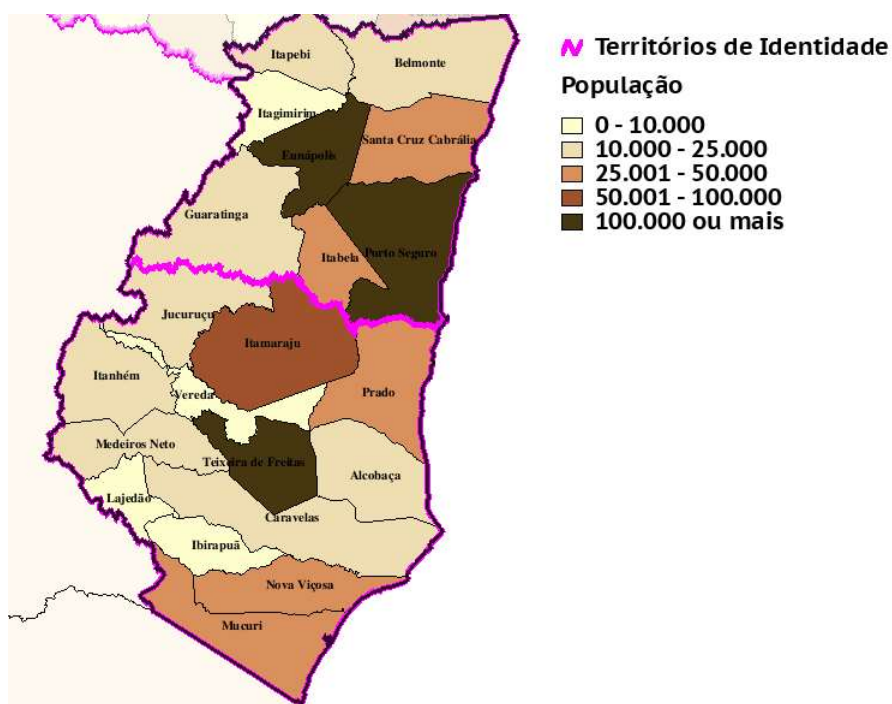 Itapebi
Belmonte
Itagimirim
Santa Cruz Cabrália
Eunápolis
Guaratinga
Itabela
Porto Seguro
Jucuruçu
Itamaraju
Itanhém
Vereda
Prado
Medeiros Neto
Teixeira de Freitas
Alcobaça
Lajedão
Caravelas
Ibirapuã
Nova Viçosa
Mucuri
Territórios de Identidade
População
0 - 10.000
10.000 - 25.000
25.001 - 50.000
50.001 - 100.000
100.000 ou mais